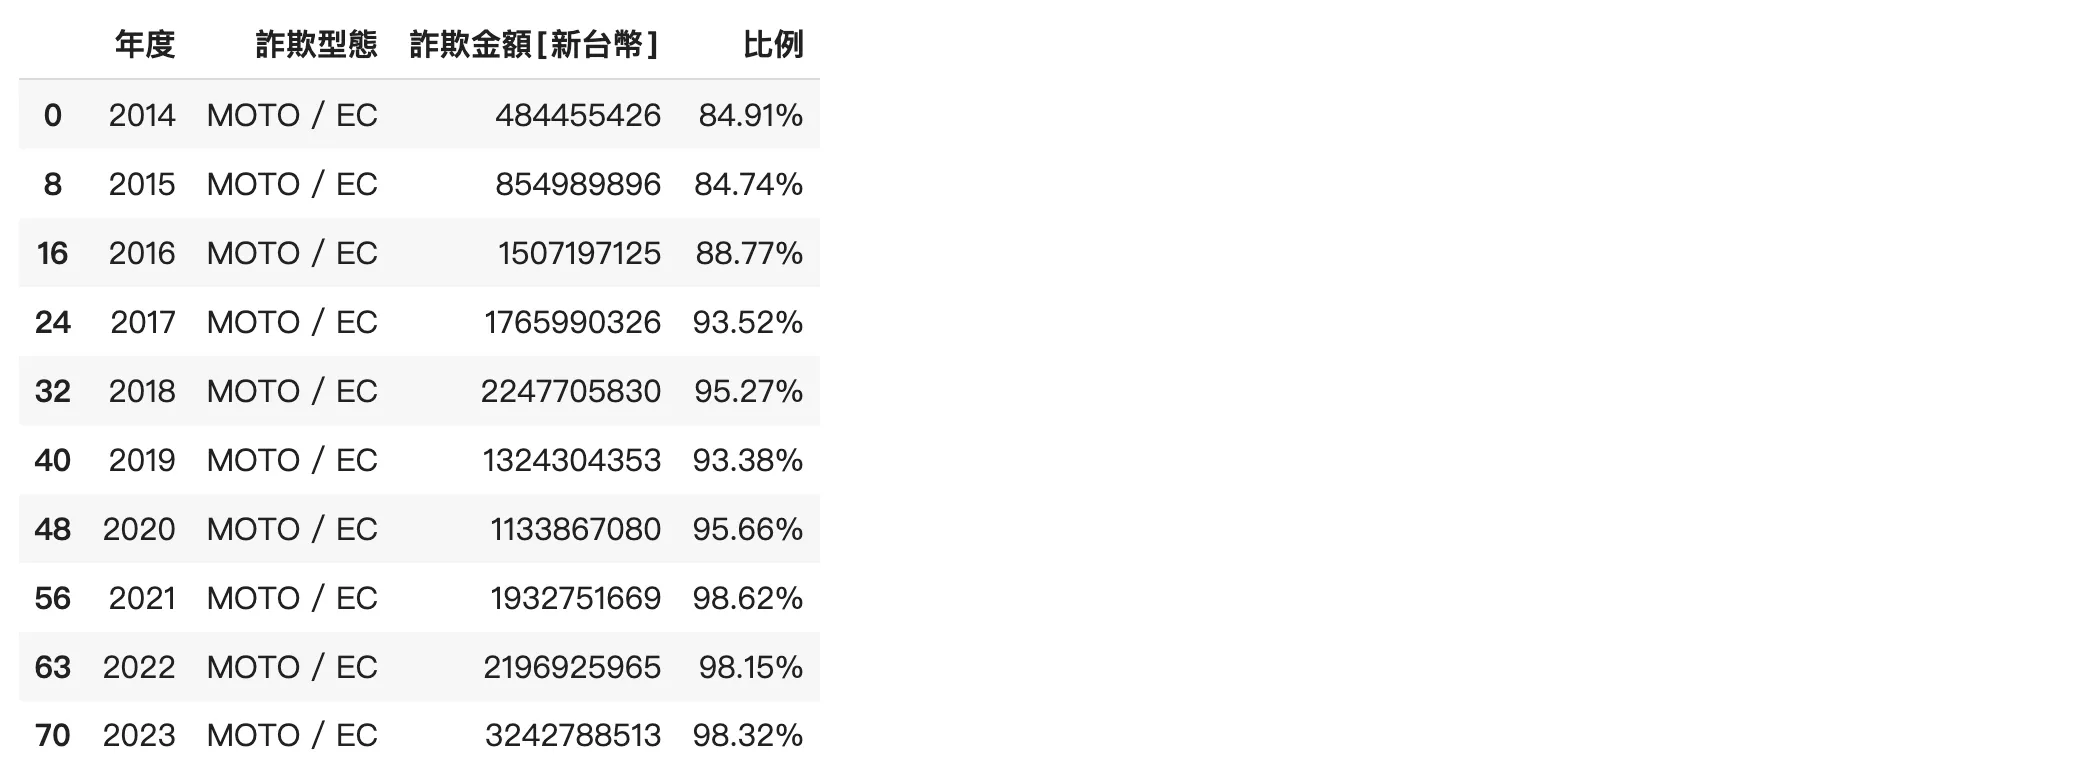 年度 詐欺型態 詐欺金額[新台幣] 比例
0 2014 MOTO / EC 484455426 84.91%
8 2015 MOTO / EC 854989896 84.74%
16 2016 MOTO / EC 1507197125 88.77%
24 2017 MOTO / EC 1765990326 93.52%
32 2018 MOTO / EC 2247705830 95.27%
40 2019 MOTO / EC 1324304353 93.38%
48 2020 MOTO / EC 1133867080 95.66%
56 2021 MOTO / EC 1932751669 98.62%
63 2022 MOTO / EC 2196925965 98.15%
70 2023 MOTO / EC 3242788513 98.32%